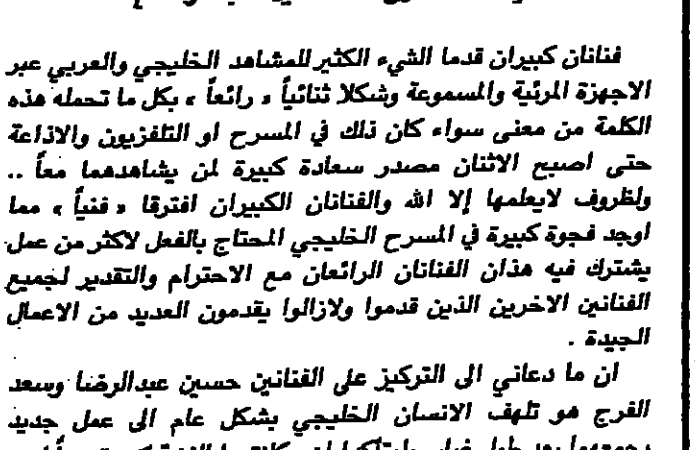 فنانان كبيران قدما الشيء الكثير للمشاهد الخليجي والعربي عبر
الاجهزة المرئية والمسموعة وشكلا ثنائياً « رائعاً » بكل ما تحمله هذه
الكلمة من معنى سواء كان ذلك في المسرح او التلفزيون والاذاعة
حتى اصبح الاثنان مصدر سعادة كبيرة لمن يشاهدهما معاً ..
ولظروف لايعلمها إلا الله والفنانان الكبيران افترقا « فنياً » مما
اوجد فجوة كبيرة في المسرح الخليجي المحتاج بالفعل لاكثر من عمل
يشترك فيه هذان الفنانان الرائعان مع الاحترام والتقدير لجميع
الفنانين الاخرين الذين قدموا ولازالوا يقدمون العديد من الاعمال
الجيدة .
ان ما دعاني الى التركيز على الفنانين حسين عبدالرضا وسعد
الفرج هو تلهف الانسان الخليجي بشكل عام الى عمل جديد